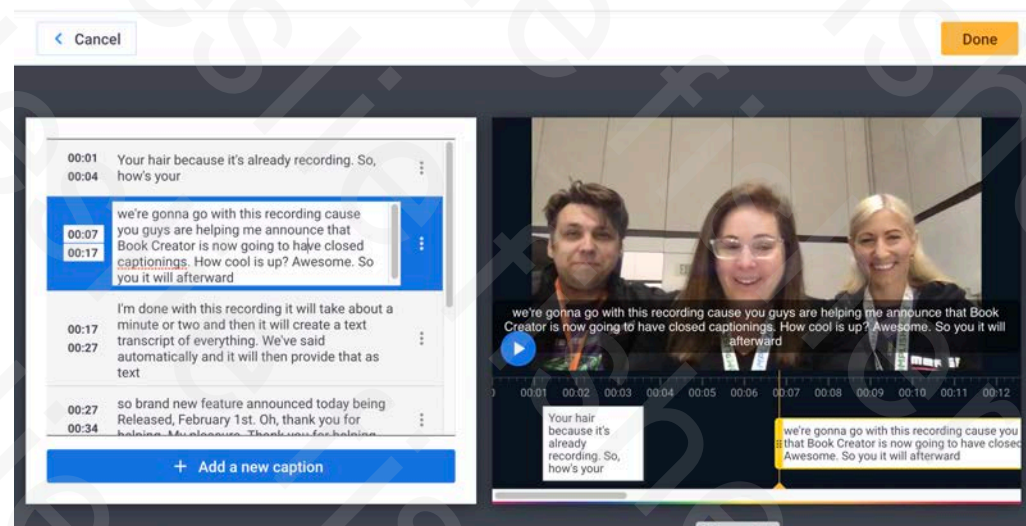 Cancel
Done
00:01
00:04
Your hair because it's already recording. So,
how's your
00:07
00:17
we're gonna go with this recording cause
you guys are helping me announce that
Book Creator is now going to have closed
captionings. How cool is up? Awesome. So
you it will afterward
00:17
00:27
I'm done with this recording it will take about a
minute or two and then it will create a text
transcript of everything. We've said
automatically and it will then provide that as
text
00:27
00:34
so brand new feature announced today being
Released, February 1st. Oh, thank you for
helping. My pleasure. Thank you for helping
+ Add a new caption
we're gonna go with this recording cause you guys are helping me announce that Book
Creator is now going to have closed captionings. How cool is up? Awesome. So you it will
afterward
00:01 00:02 00:03 00:04 00:05 00:06 00:07 00:08 00:09 00:10 00:11 00:12
Your hair
because it's
already
recording. So,
how's your
we're gonna go with this recording cause you
that Book Creator is now going to have closed
Awesome. So you it will afterward